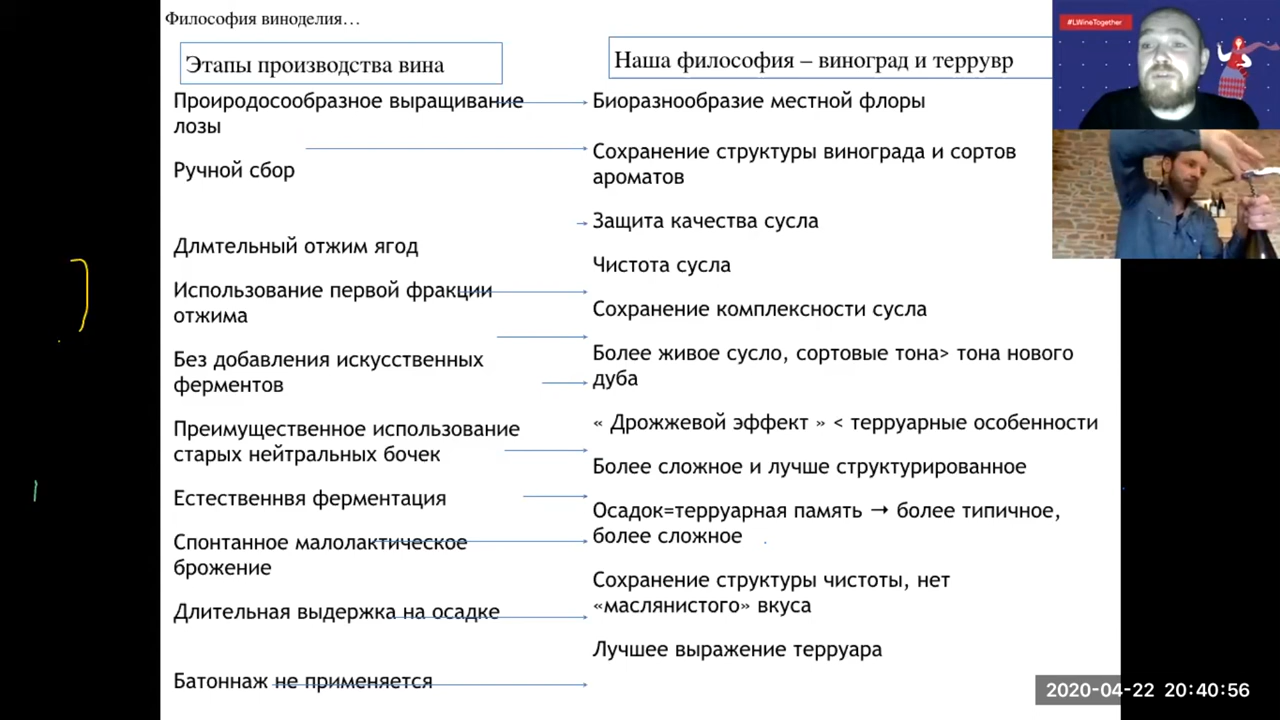 Философия виноделия…
Этапы производства вина
Проиродосообразное выращивание
лозы
Ручной сбор
Длмтельный отжим ягод
Использование первой фракции
отжима
Без добавления искусственных
ферментов
Преимущественное использование
старых нейтральных бочек
Естественнвя ферментация
Спонтанное малолактическое
брожение
Длительная выдержка на осадке
Батоннаж не применяется
Наша философия – виноград и террувр
Биоразнообразие местной флоры
Сохранение структуры винограда и сортов
ароматов
Защита качества сусла
Чистота сусла
Сохранение комплексности сусла
Более живое сусло, сортовые тона> тона нового
дуба
« Дрожжевой эффект » < терруарные особенности
Более сложное и лучше структурированное
Осадок=терруарная память → более типичное,
более сложное
Сохранение структуры чистоты, нет
«маслянистого» вкуса
Лучшее выражение терруара
#LWineTogether
2020-04-22 20:40:56